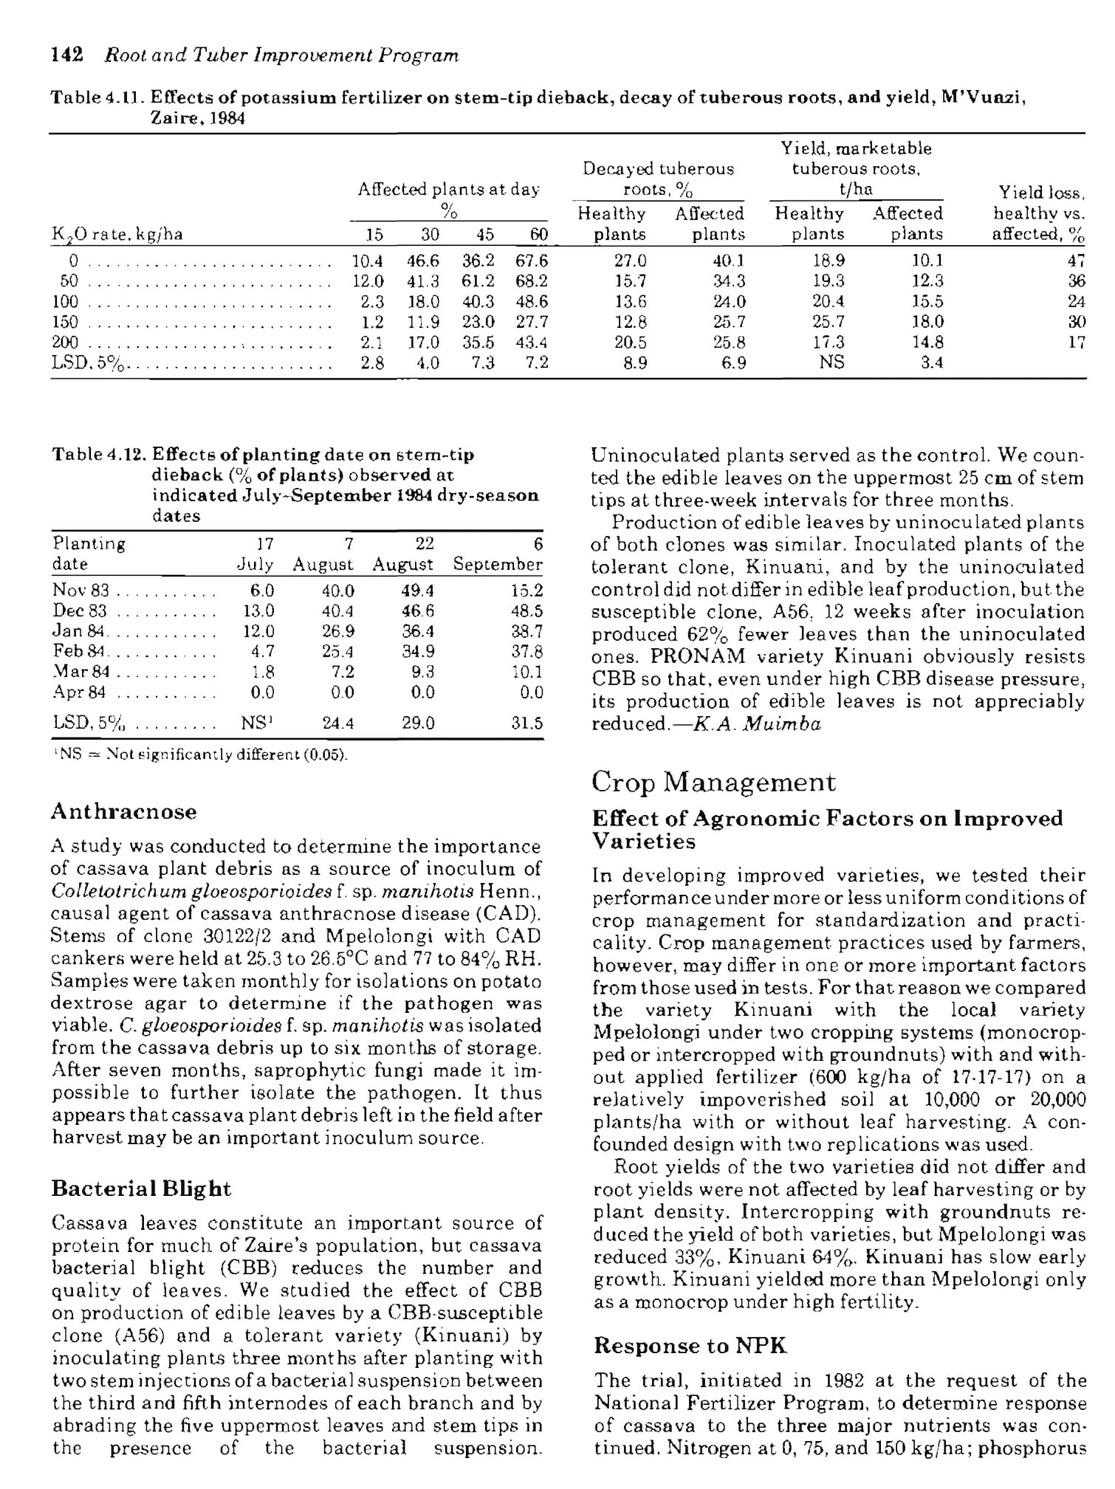 142 Root and Tuber Improvement Program
Table 4.11. Effects of potassium fertilizer on stem-tip dieback, decay of tuberous roots, and yield, M'Vuazi,
Zaire, 1984
Yield, marketable
Decayed tuberous tuberous roots,
Affected plants at day roots, % t/ha Yield loss,
% Healthy Affected Healthy Affected healthy vs.
K2O rate, kg/ha 15 30 45 60 plants plants plants plants affected, %
0 .......................... 10.4 46.6 36.2 67.6 27.0 40.1 18.9 10.1 47
50 .......................... 12.0 41.3 61.2 68.2 15.7 34.3 19.3 12.3 36
100 .......................... 2.3 18.0 40.3 48.6 13.6 24.0 20.4 15.5 24
150 .......................... 1.2 11.9 23.0 27.7 12.8 25.7 25.7 18.0 30
200 .......................... 2.1 17.0 35.5 43.4 20.5 25.8 17.3 14.8 17
LSD, 5%...................... 2.8 4.0 7.3 7.2 8.9 6.9 NS 3.4
Table 4.12. Effects of planting date on stem-tip
dieback (% of plants) observed at
indicated July-September 1984 dry-season
dates
Planting 17 7 22 6
date July August August September
Nov 83 ........... 6.0 40.0 49.4 15.2
Dec 83 ........... 13.0 40.4 46.6 48.5
Jan 84............ 12.0 26.9 36.4 38.7
Feb 84............ 4.7 25.4 34.9 37.8
Mar 84 ........... 1.8 7.2 9.3 10.1
Apr 84 ........... 0.0 0.0 0.0 0.0
LSD, 5% ......... NS¹ 24.4 29.0 31.5
¹NS = Not significantly different (0.05).
Anthracnose
A study was conducted to determine the importance
of cassava plant debris as a source of inoculum of
Colletotrichum gloeosporioides f. sp. manihotis Henn.,
causal agent of cassava anthracnose disease (CAD).
Stems of clone 30122/2 and Mpelolongi with CAD
cankers were held at 25.3 to 26.5°C and 77 to 84% RH.
Samples were taken monthly for isolations on potato
dextrose agar to determine if the pathogen was
viable. C. gloeosporioides f. sp. manihotis was isolated
from the cassava debris up to six months of storage.
After seven months, saprophytic fungi made it im-
possible to further isolate the pathogen. It thus
appears that cassava plant debris left in the field after
harvest may be an important inoculum source.
Bacterial Blight
Cassava leaves constitute an important source of
protein for much of Zaire's population, but cassava
bacterial blight (CBB) reduces the number and
quality of leaves. We studied the effect of CBB
on production of edible leaves by a CBB-susceptible
clone (A56) and a tolerant variety (Kinuani) by
inoculating plants three months after planting with
two stem injections of a bacterial suspension between
the third and fifth internodes of each branch and by
abrading the five uppermost leaves and stem tips in
the presence of the bacterial suspension.
Uninoculated plants served as the control. We coun-
ted the edible leaves on the uppermost 25 cm of stem
tips at three-week intervals for three months.
Production of edible leaves by uninoculated plants
of both clones was similar. Inoculated plants of the
tolerant clone, Kinuani, and by the uninoculated
control did not differ in edible leaf production, but the
susceptible clone, A56, 12 weeks after inoculation
produced 62% fewer leaves than the uninoculated
ones. PRONAM variety Kinuani obviously resists
CBB so that, even under high CBB disease pressure,
its production of edible leaves is not appreciably
reduced.—K.A. Muimba
Crop Management
Effect of Agronomic Factors on Improved
Varieties
In developing improved varieties, we tested their
performance under more or less uniform conditions of
crop management for standardization and practi-
cality. Crop management practices used by farmers,
however, may differ in one or more important factors
from those used in tests. For that reason we compared
the variety Kinuani with the local variety
Mpelolongi under two cropping systems (monocrop-
ped or intercropped with groundnuts) with and with-
out applied fertilizer (600 kg/ha of 17-17-17) on a
relatively impoverished soil at 10,000 or 20,000
plants/ha with or without leaf harvesting. A con-
founded design with two replications was used.
Root yields of the two varieties did not differ and
root yields were not affected by leaf harvesting or by
plant density. Intercropping with groundnuts re-
duced the yield of both varieties, but Mpelolongi was
reduced 33%, Kinuani 64%. Kinuani has slow early
growth. Kinuani yielded more than Mpelolongi only
as a monocrop under high fertility.
Response to NPK
The trial, initiated in 1982 at the request of the
National Fertilizer Program, to determine response
of cassava to the three major nutrients was con-
tinued. Nitrogen at 0, 75, and 150 kg/ha; phosphorus